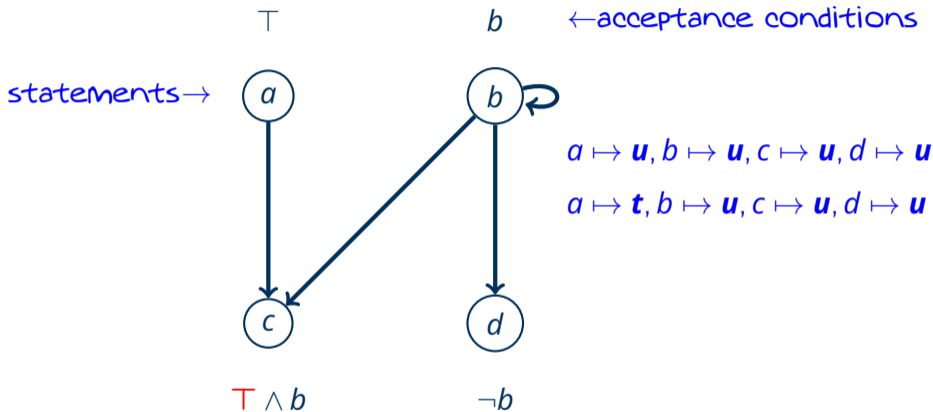 ⊤ b ←acceptance conditions
statements→ a b
a ↦ u, b ↦ u, c ↦ u, d ↦ u
a ↦ t, b ↦ u, c ↦ u, d ↦ u
c d
⊤ ∧ b ¬b